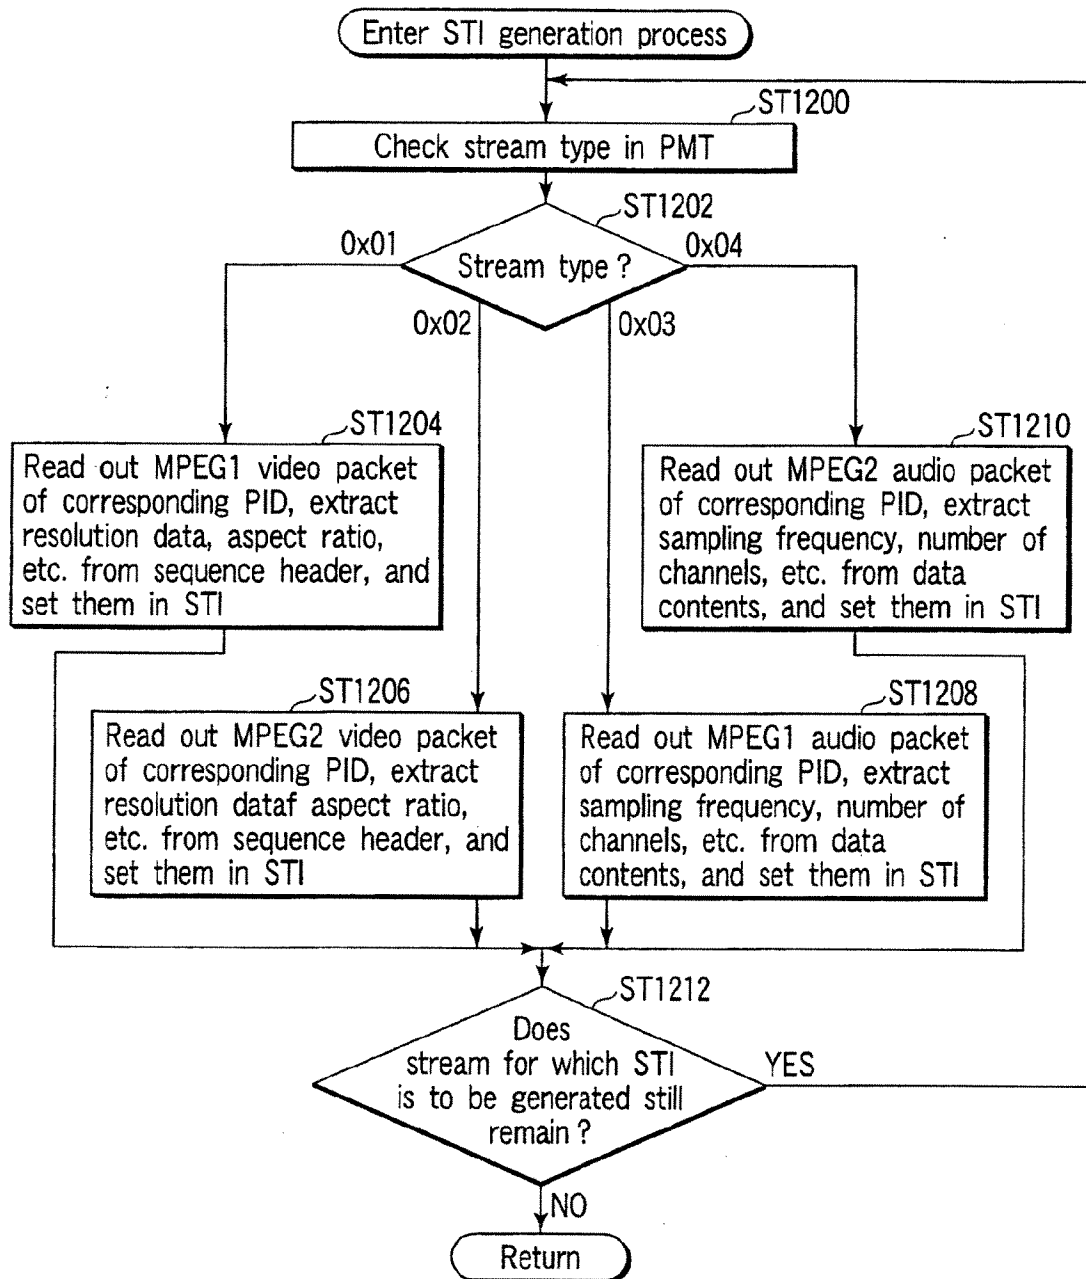 Enter STI generation process
ST1200
Check stream type in PMT
ST1202
0x01
0x04
Stream type ?
0x02
0x03
ST1204
Read out MPEG1 video packet
of corresponding PID, extract
resolution data, aspect ratio,
etc. from sequence header, and
set them in STI
ST1210
Read out MPEG2 audio packet
of corresponding PID, extract
sampling frequency, number of
channels, etc. from data
contents, and set them in STI
ST1206
Read out MPEG2 video packet
of corresponding PID, extract
resolution dataf aspect ratio,
etc. from sequence header, and
set them in STI
ST1208
Read out MPEG1 audio packet
of corresponding PID, extract
sampling frequency, number of
channels, etc. from data
contents, and set them in STI
ST1212
Does
stream for which STI
is to be generated still
remain ?
YES
NO
Return